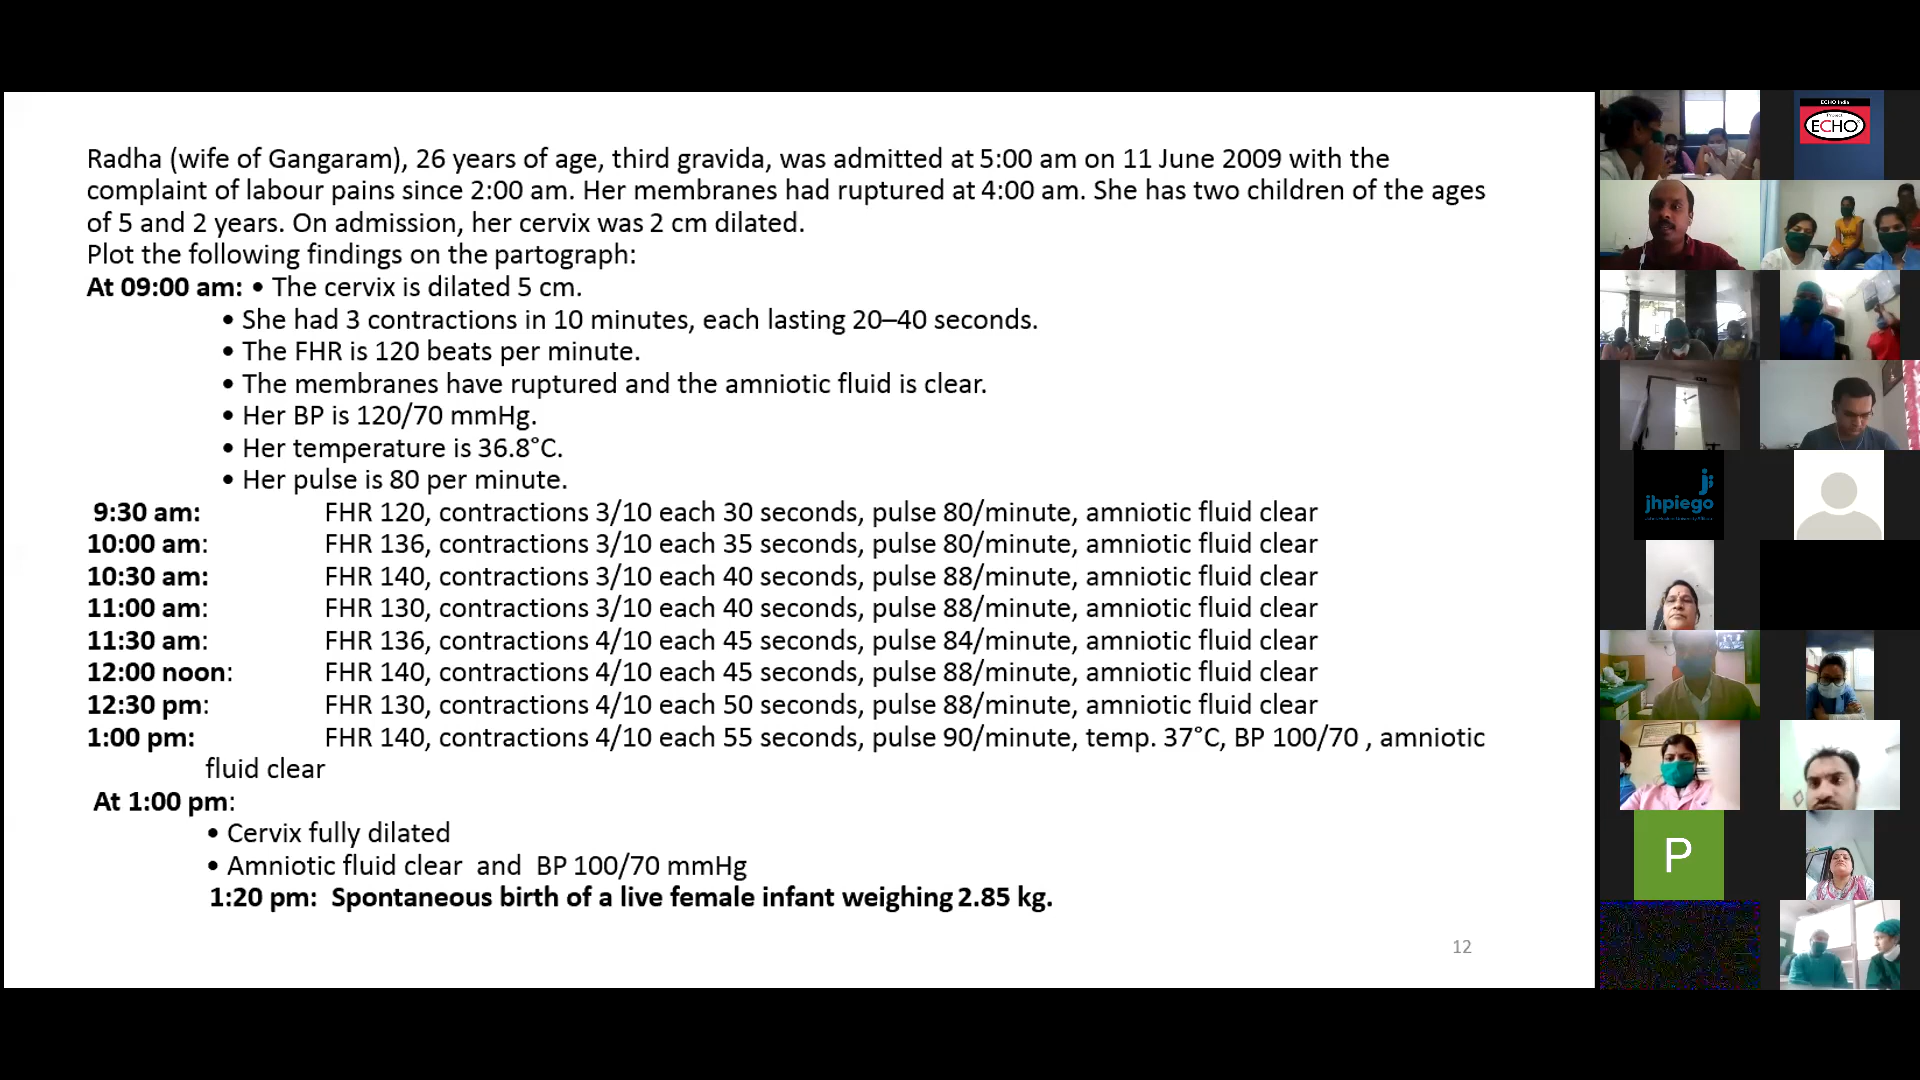 Radha (wife of Gangaram), 26 years of age, third gravida, was admitted at 5:00 am on 11 June 2009 with the
complaint of labour pains since 2:00 am. Her membranes had ruptured at 4:00 am. She has two children of the ages
of 5 and 2 years. On admission, her cervix was 2 cm dilated.
Plot the following findings on the partograph:
At 09:00 am: • The cervix is dilated 5 cm.
• She had 3 contractions in 10 minutes, each lasting 20–40 seconds.
• The FHR is 120 beats per minute.
• The membranes have ruptured and the amniotic fluid is clear.
• Her BP is 120/70 mmHg.
• Her temperature is 36.8°C.
• Her pulse is 80 per minute.
9:30 am: FHR 120, contractions 3/10 each 30 seconds, pulse 80/minute, amniotic fluid clear
10:00 am: FHR 136, contractions 3/10 each 35 seconds, pulse 80/minute, amniotic fluid clear
10:30 am: FHR 140, contractions 3/10 each 40 seconds, pulse 88/minute, amniotic fluid clear
11:00 am: FHR 130, contractions 3/10 each 40 seconds, pulse 88/minute, amniotic fluid clear
11:30 am: FHR 136, contractions 4/10 each 45 seconds, pulse 84/minute, amniotic fluid clear
12:00 noon: FHR 140, contractions 4/10 each 45 seconds, pulse 88/minute, amniotic fluid clear
12:30 pm: FHR 130, contractions 4/10 each 50 seconds, pulse 88/minute, amniotic fluid clear
1:00 pm: FHR 140, contractions 4/10 each 55 seconds, pulse 90/minute, temp. 37°C, BP 100/70 , amniotic
fluid clear
At 1:00 pm:
• Cervix fully dilated
• Amniotic fluid clear and BP 100/70 mmHg
1:20 pm: Spontaneous birth of a live female infant weighing 2.85 kg.
12
ECHO India
Project
ECHO
jhpiego
P